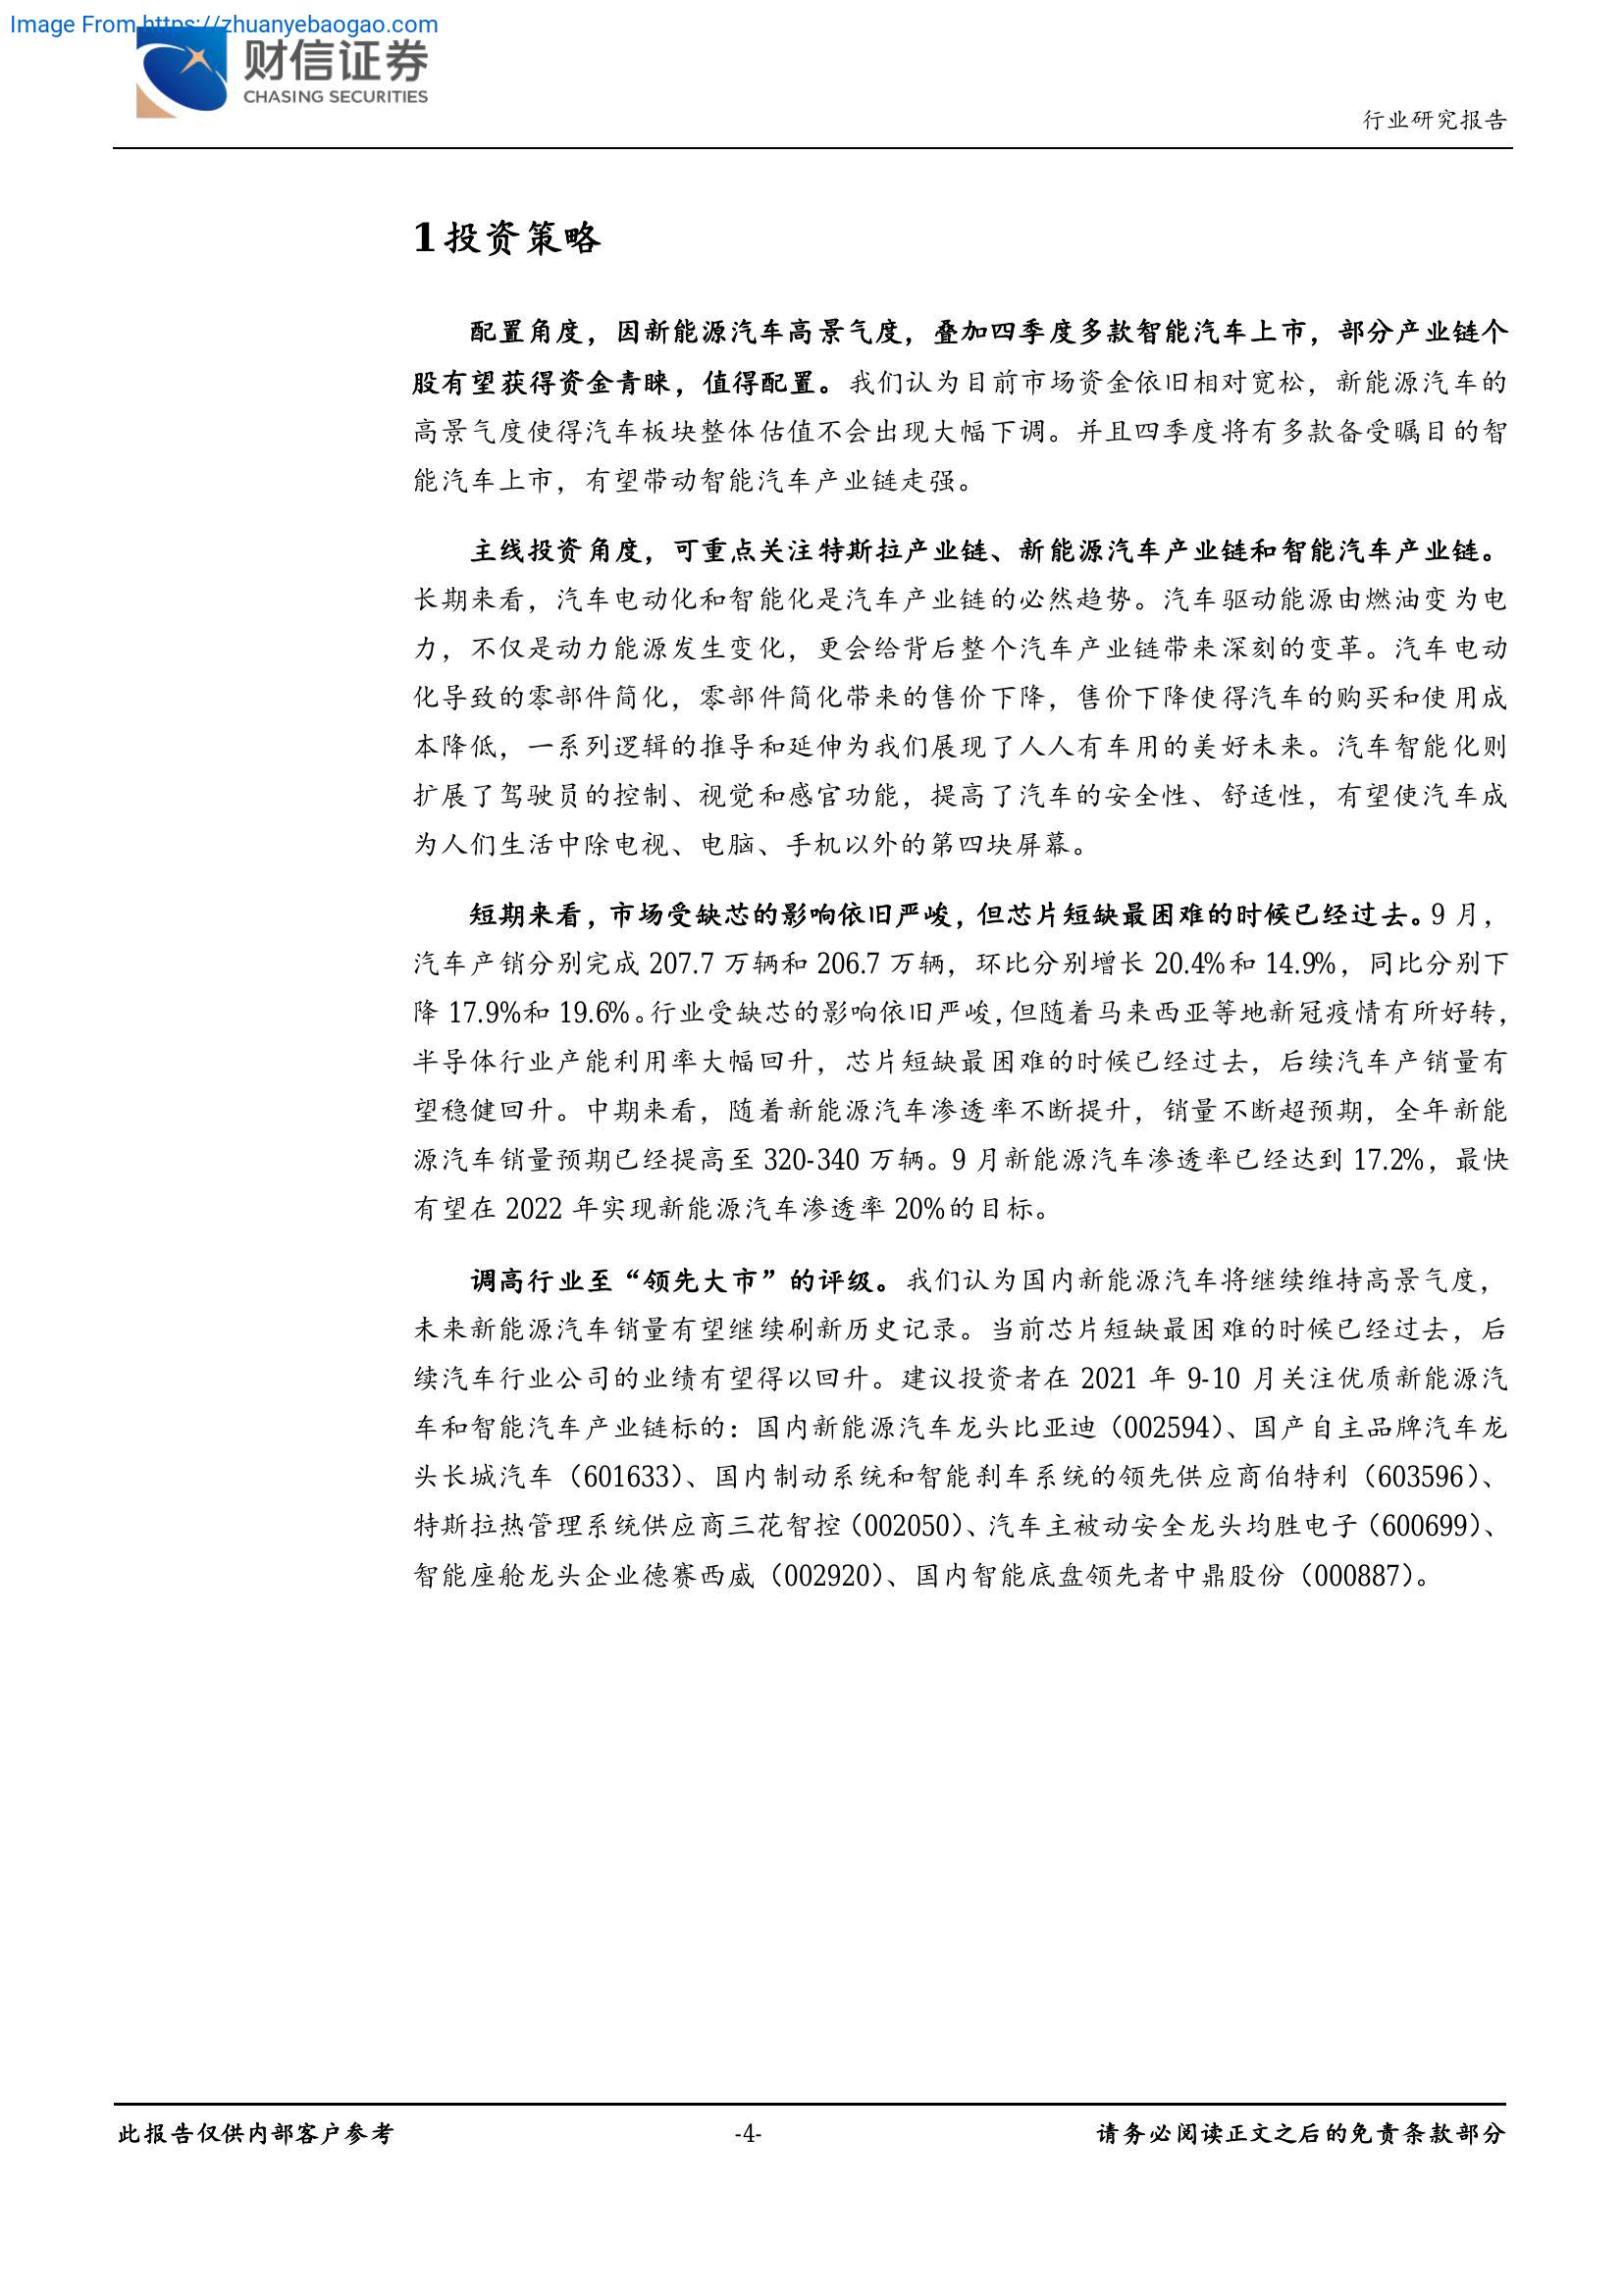 Image From https://zhuanyebaogao.com
财信证券
CHASING SECURITIES
行业研究报告
1 投资策略
配置角度，因新能源汽车高景气度，叠加四季度多款智能汽车上市，部分产业链个
股有望获得资金青睐，值得配置。我们认为目前市场资金依旧相对宽松，新能源汽车的
高景气度使得汽车板块整体估值不会出现大幅下调。并且四季度将有多款备受瞩目的智
能汽车上市，有望带动智能汽车产业链走强。
主线投资角度，可重点关注特斯拉产业链、新能源汽车产业链和智能汽车产业链。
长期来看，汽车电动化和智能化是汽车产业链的必然趋势。汽车驱动能源由燃油变为电
力，不仅是动力能源发生变化，更会给背后整个汽车产业链带来深刻的变革。汽车电动
化导致的零部件简化，零部件简化带来的售价下降，售价下降使得汽车的购买和使用成
本降低，一系列逻辑的推导和延伸为我们展现了人人有车用的美好未来。汽车智能化则
扩展了驾驶员的控制、视觉和感官功能，提高了汽车的安全性、舒适性，有望使汽车成
为人们生活中除电视、电脑、手机以外的第四块屏幕。
短期来看，市场受缺芯的影响依旧严峻，但芯片短缺最困难的时候已经过去。9 月，
汽车产销分别完成 207.7 万辆和 206.7 万辆，环比分别增长 20.4%和 14.9%，同比分别下
降 17.9%和 19.6%。行业受缺芯的影响依旧严峻，但随着马来西亚等地新冠疫情有所好转，
半导体行业产能利用率大幅回升，芯片短缺最困难的时候已经过去，后续汽车产销量有
望稳健回升。中期来看，随着新能源汽车渗透率不断提升，销量不断超预期，全年新能
源汽车销量预期已经提高至 320-340 万辆。9 月新能源汽车渗透率已经达到 17.2%，最快
有望在 2022 年实现新能源汽车渗透率 20%的目标。
调高行业至“领先大市”的评级。我们认为国内新能源汽车将继续维持高景气度，
未来新能源汽车销量有望继续刷新历史记录。当前芯片短缺最困难的时候已经过去，后
续汽车行业公司的业绩有望得以回升。建议投资者在 2021 年 9-10 月关注优质新能源汽
车和智能汽车产业链标的：国内新能源汽车龙头比亚迪（002594）、国产自主品牌汽车龙
头长城汽车（601633）、国内制动系统和智能刹车系统的领先供应商伯特利（603596）、
特斯拉热管理系统供应商三花智控（002050）、汽车主被动安全龙头均胜电子（600699）、
智能座舱龙头企业德赛西威（002920）、国内智能底盘领先者中鼎股份（000887）。
此报告仅供内部客户参考
-4-
请务必阅读正文之后的免责条款部分